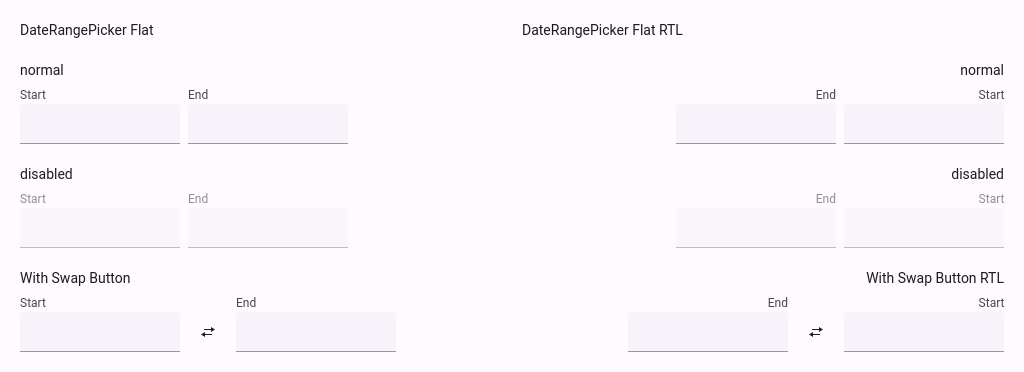 DateRangePicker Flat
normal
Start End
disabled
Start End
With Swap Button
Start End
DateRangePicker Flat RTL
normal
End Start
disabled
End Start
With Swap Button RTL
End Start